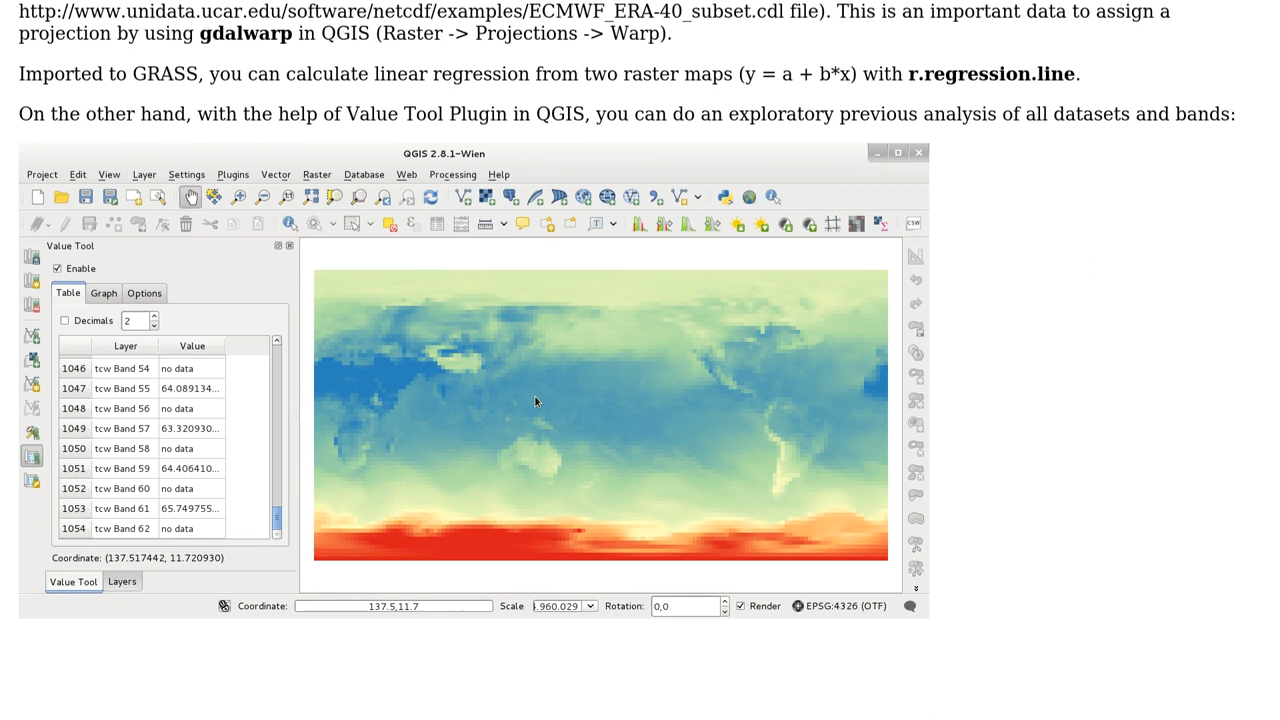 http://www.unidata.ucar.edu/software/netcdf/examples/ECMWF_ERA-40_subset.cdl file). This is an important data to assign a
projection by using gdalwarp in QGIS (Raster -> Projections -> Warp).
Imported to GRASS, you can calculate linear regression from two raster maps (y = a + b*x) with r.regression.line.
On the other hand, with the help of Value Tool Plugin in QGIS, you can do an exploratory previous analysis of all datasets and bands:
QGIS 2.8.1-Wien
Project Edit View Layer Settings Plugins Vector Raster Database Web Processing Help
CSW
Value Tool
Enable
Table Graph Options
Decimals 2
Layer Value
1046 tcw Band 54 no data
1047 tcw Band 55 64.089134...
1048 tcw Band 56 no data
1049 tcw Band 57 63.320930...
1050 tcw Band 58 no data
1051 tcw Band 59 64.406410...
1052 tcw Band 60 no data
1053 tcw Band 61 65.749755...
1054 tcw Band 62 no data
Coordinate: (137.517442, 11.720930)
Value Tool Layers
Coordinate: 137.5,11.7 Scale .960.029 Rotation: 0,0 Render EPSG:4326 (OTF)